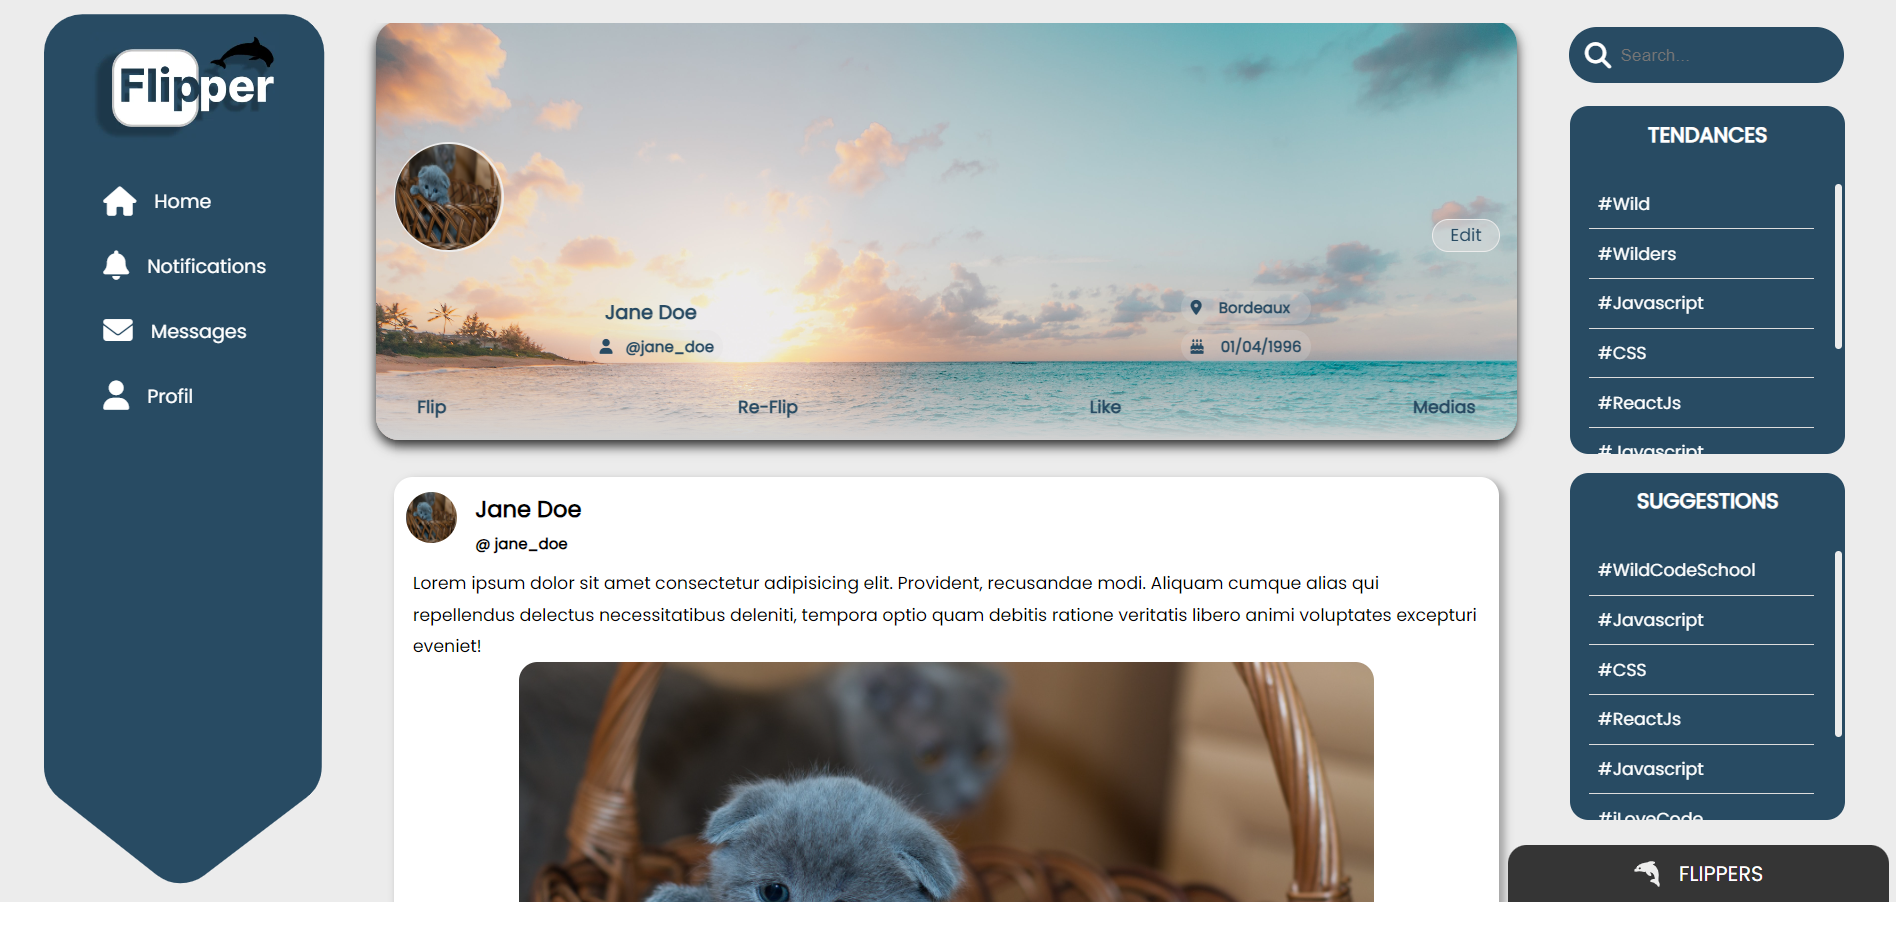 Flipper
Home
Notifications
Messages
Profil
Edit
Jane Doe
@jane_doe
Bordeaux
01/04/1996
Flip
Re-Flip
Like
Medias
Jane Doe
@ jane_doe
Lorem ipsum dolor sit amet consectetur adipisicing elit. Provident, recusandae modi. Aliquam cumque alias qui
repellendus delectus necessitatibus deleniti, tempora optio quam debitis ratione veritatis libero animi voluptates excepturi
eveniet!
Search...
TENDANCES
#Wild
#Wilders
#Javascript
#CSS
#ReactJs
#Javascript
SUGGESTIONS
#WildCodeSchool
#Javascript
#CSS
#ReactJs
#Javascript
#iLoveCode
FLIPPERS